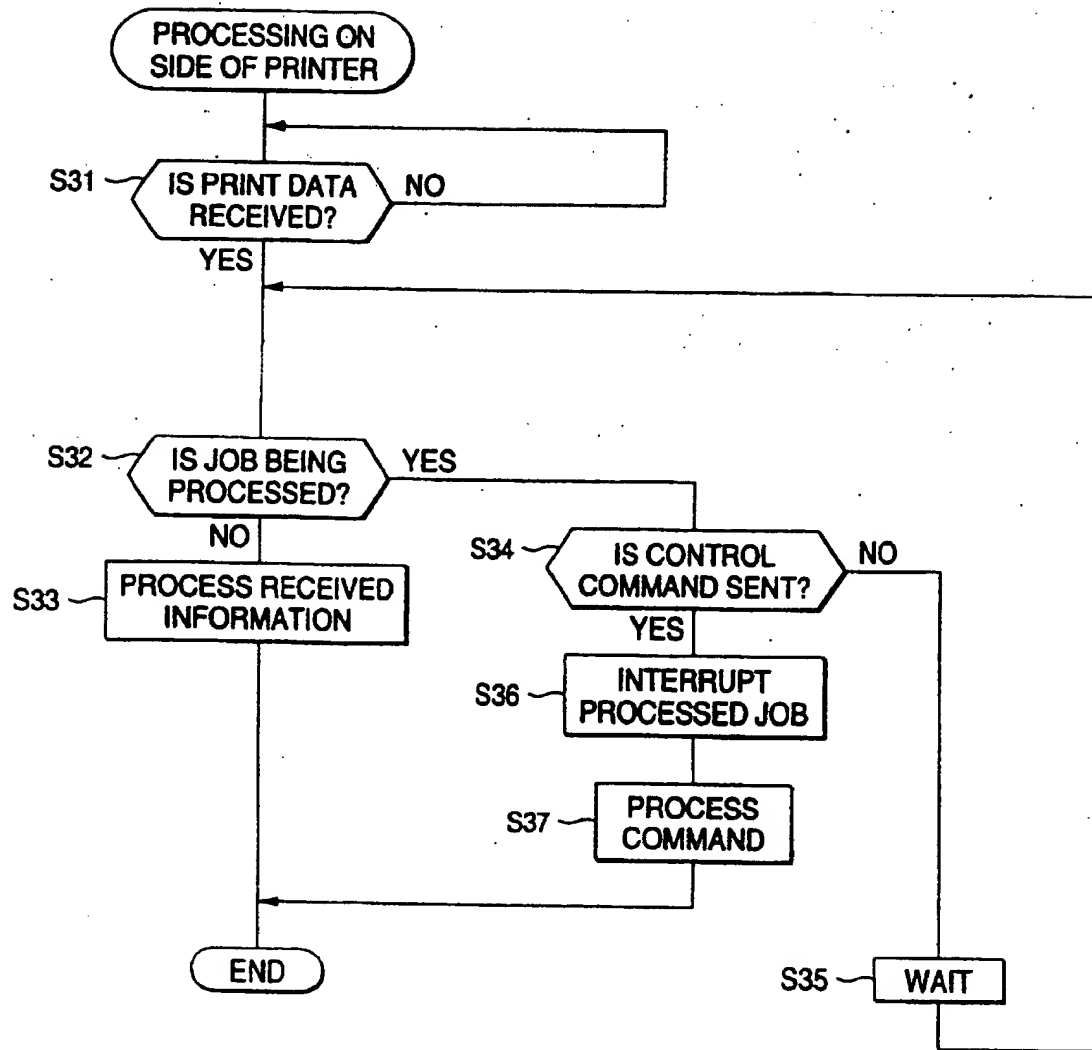 PROCESSING ON
SIDE OF PRINTER
S31
IS PRINT DATA
RECEIVED?
NO
YES
S32
IS JOB BEING
PROCESSED?
YES
NO
S33
PROCESS RECEIVED
INFORMATION
S34
IS CONTROL
COMMAND SENT?
NO
YES
S36
INTERRUPT
PROCESSED JOB
S37
PROCESS
COMMAND
END
S35
WAIT